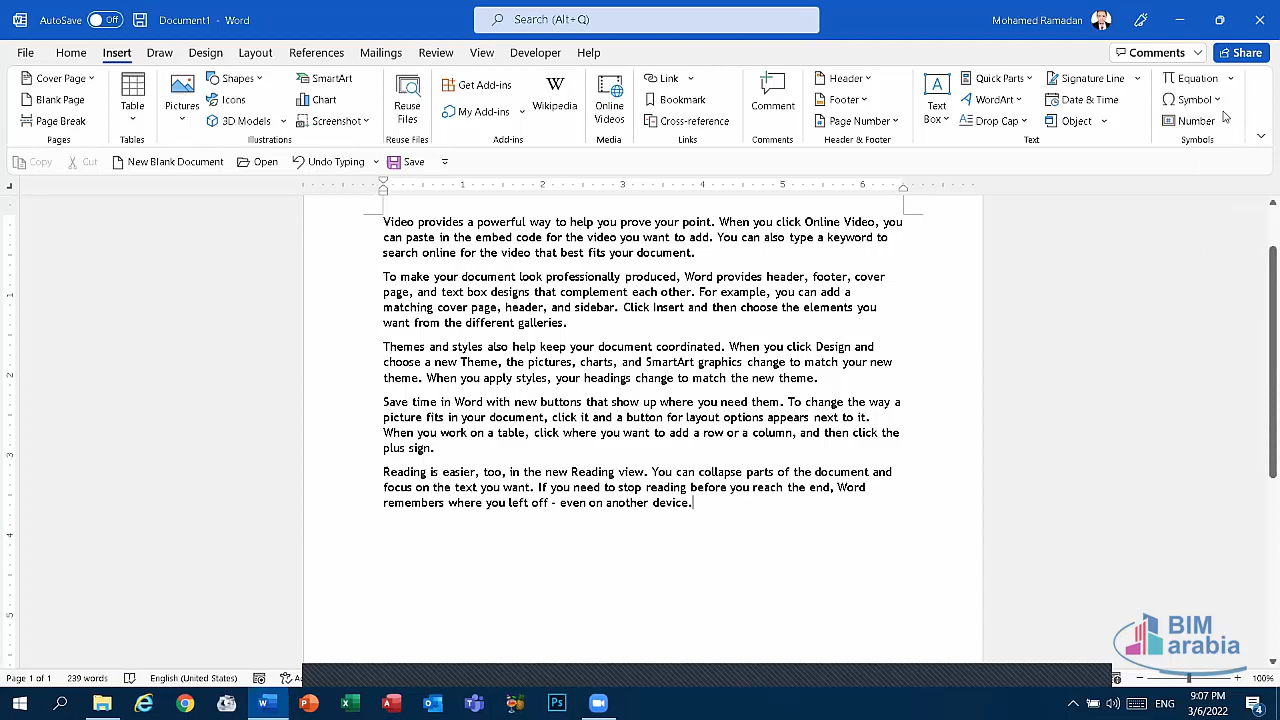 AutoSave Off Document1 - Word Search (Alt+Q) Mohamed Ramadan
File Home Insert Draw Design Layout References Mailings Review View Developer Help Comments Share
Cover Page Shapes SmartArt Get Add-ins Link Header Quick Parts Signature Line Equation
Blank Page Table Pictures Icons Chart Reuse Files My Add-ins Wikipedia Online Videos Bookmark Comment Footer Text Box WordArt Date & Time Symbol
Page Break 3D Models Screenshot Cross-reference Page Number Drop Cap Object Number
Pages Tables Illustrations Reuse Files Add-ins Media Links Comments Header & Footer Text Symbols
Copy Cut New Blank Document Open Undo Typing Save
1 2 3 4 5 6
Video provides a powerful way to help you prove your point. When you click Online Video, you
can paste in the embed code for the video you want to add. You can also type a keyword to
search online for the video that best fits your document.
To make your document look professionally produced, Word provides header, footer, cover
page, and text box designs that complement each other. For example, you can add a
matching cover page, header, and sidebar. Click Insert and then choose the elements you
want from the different galleries.
Themes and styles also help keep your document coordinated. When you click Design and
choose a new Theme, the pictures, charts, and SmartArt graphics change to match your new
theme. When you apply styles, your headings change to match the new theme.
Save time in Word with new buttons that show up where you need them. To change the way a
picture fits in your document, click it and a button for layout options appears next to it.
When you work on a table, click where you want to add a row or a column, and then click the
plus sign.
Reading is easier, too, in the new Reading view. You can collapse parts of the document and
focus on the text you want. If you need to stop reading before you reach the end, Word
remembers where you left off - even on another device.
1
2
3
4
5
BIM
arabia
Page 1 of 1 239 words English (United States) 100%
ENG 9:07 PM
3/6/2022